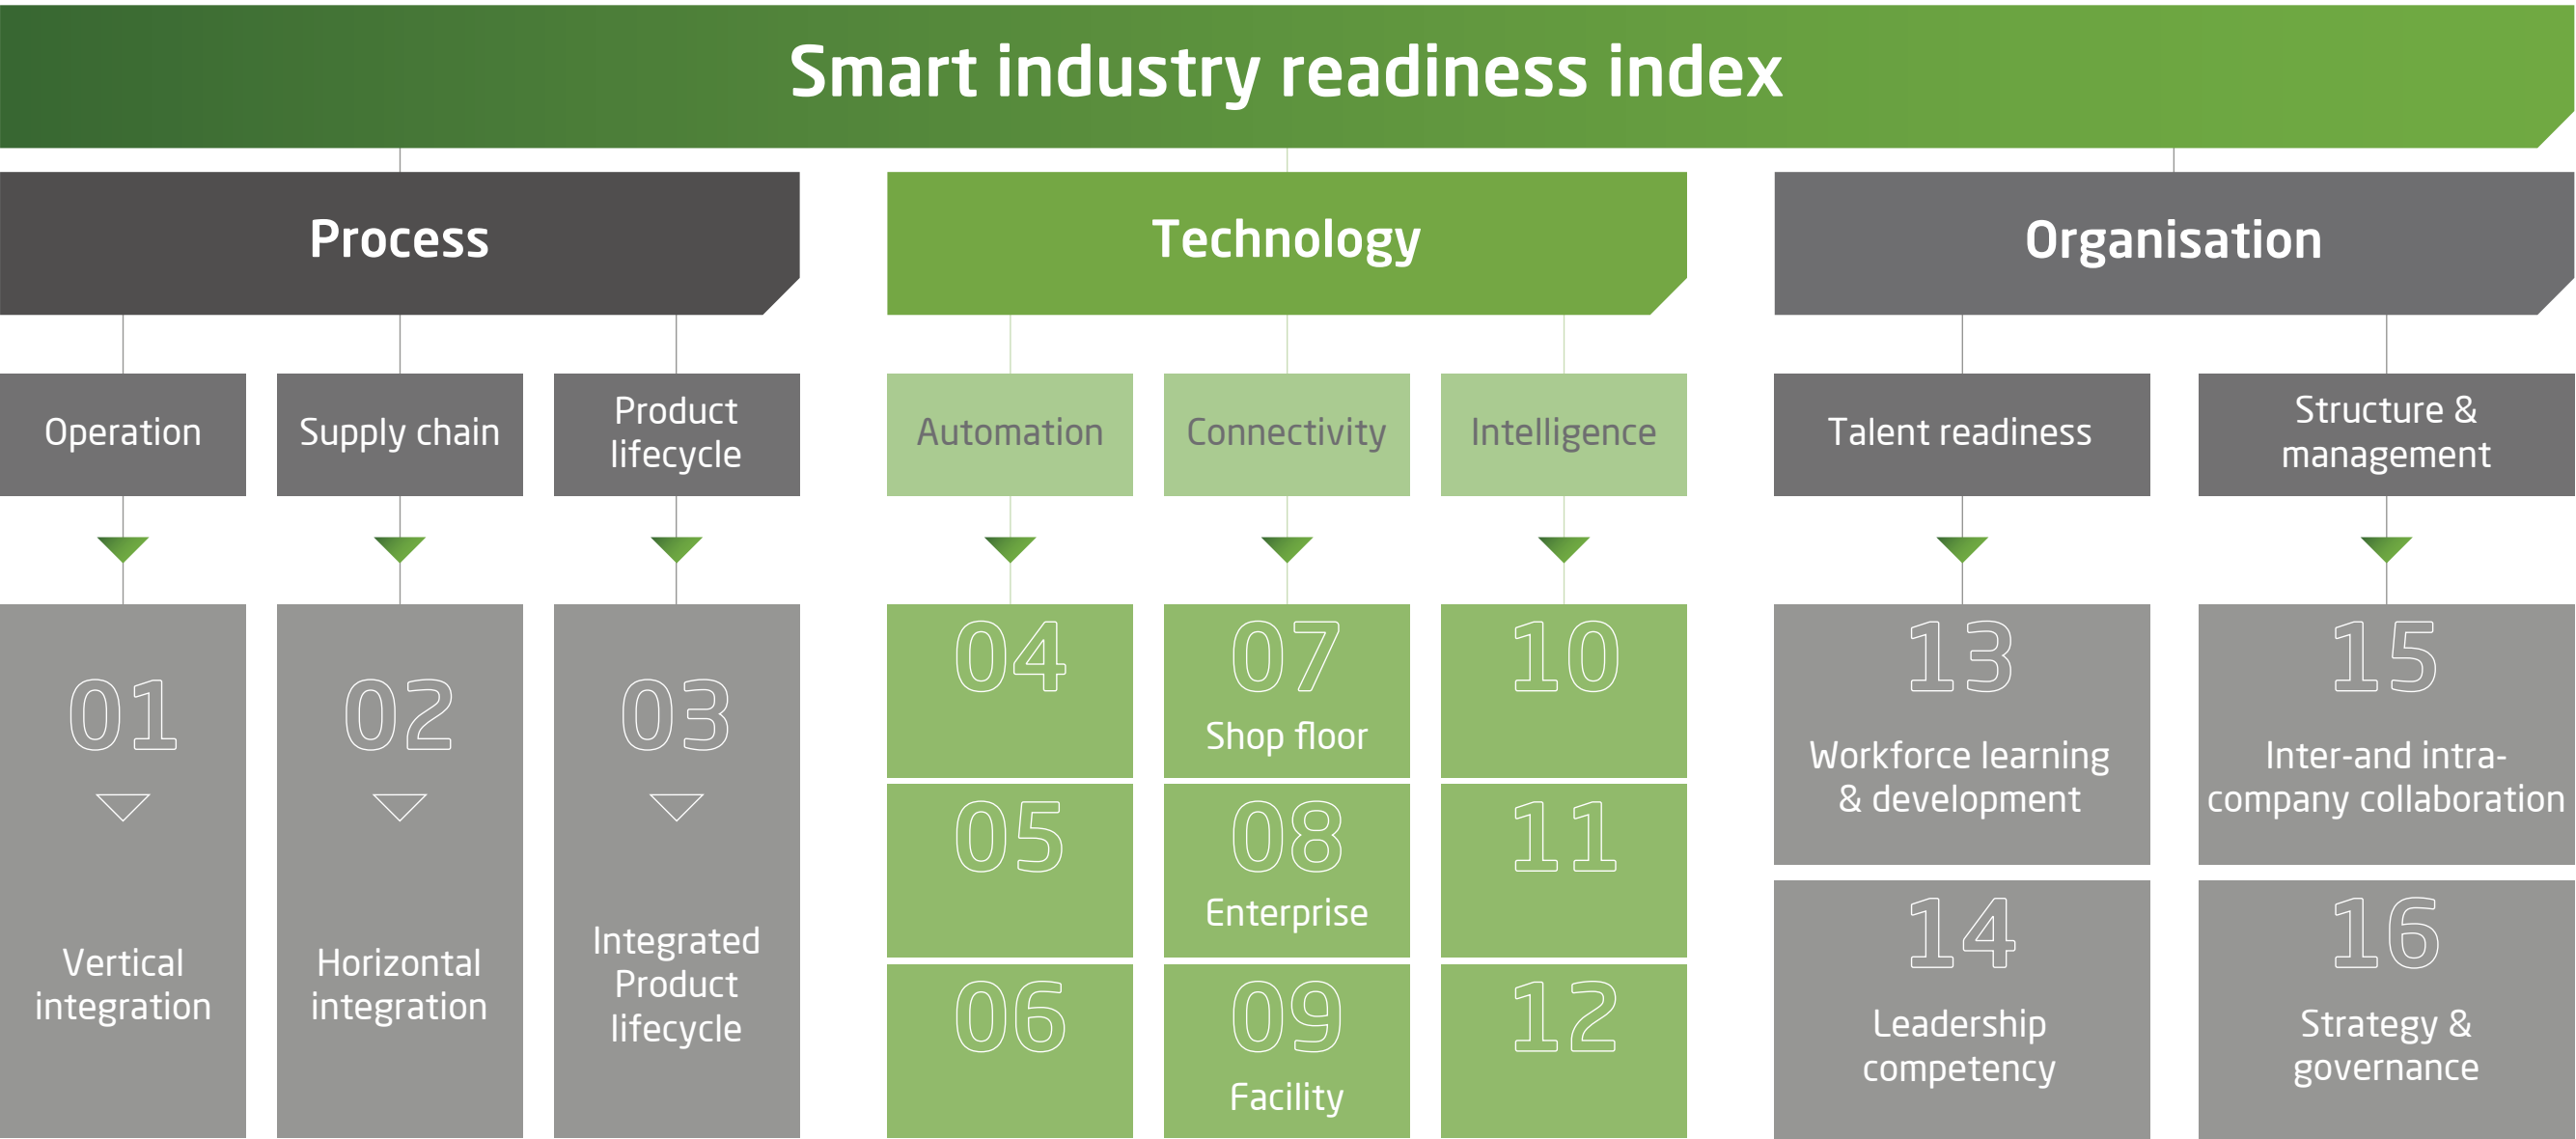 Smart industry readiness index
Process
Technology
Organisation
Operation
Supply chain
Product
lifecycle
Automation
Connectivity
Intelligence
Talent readiness
Structure &
management
01
Vertical
integration
02
Horizontal
integration
03
Integrated
Product
lifecycle
04
07
Shop floor
10
05
08
Enterprise
11
06
09
Facility
12
13
Workforce learning
& development
14
Leadership
competency
15
Inter-and intra-
company collaboration
16
Strategy &
governance